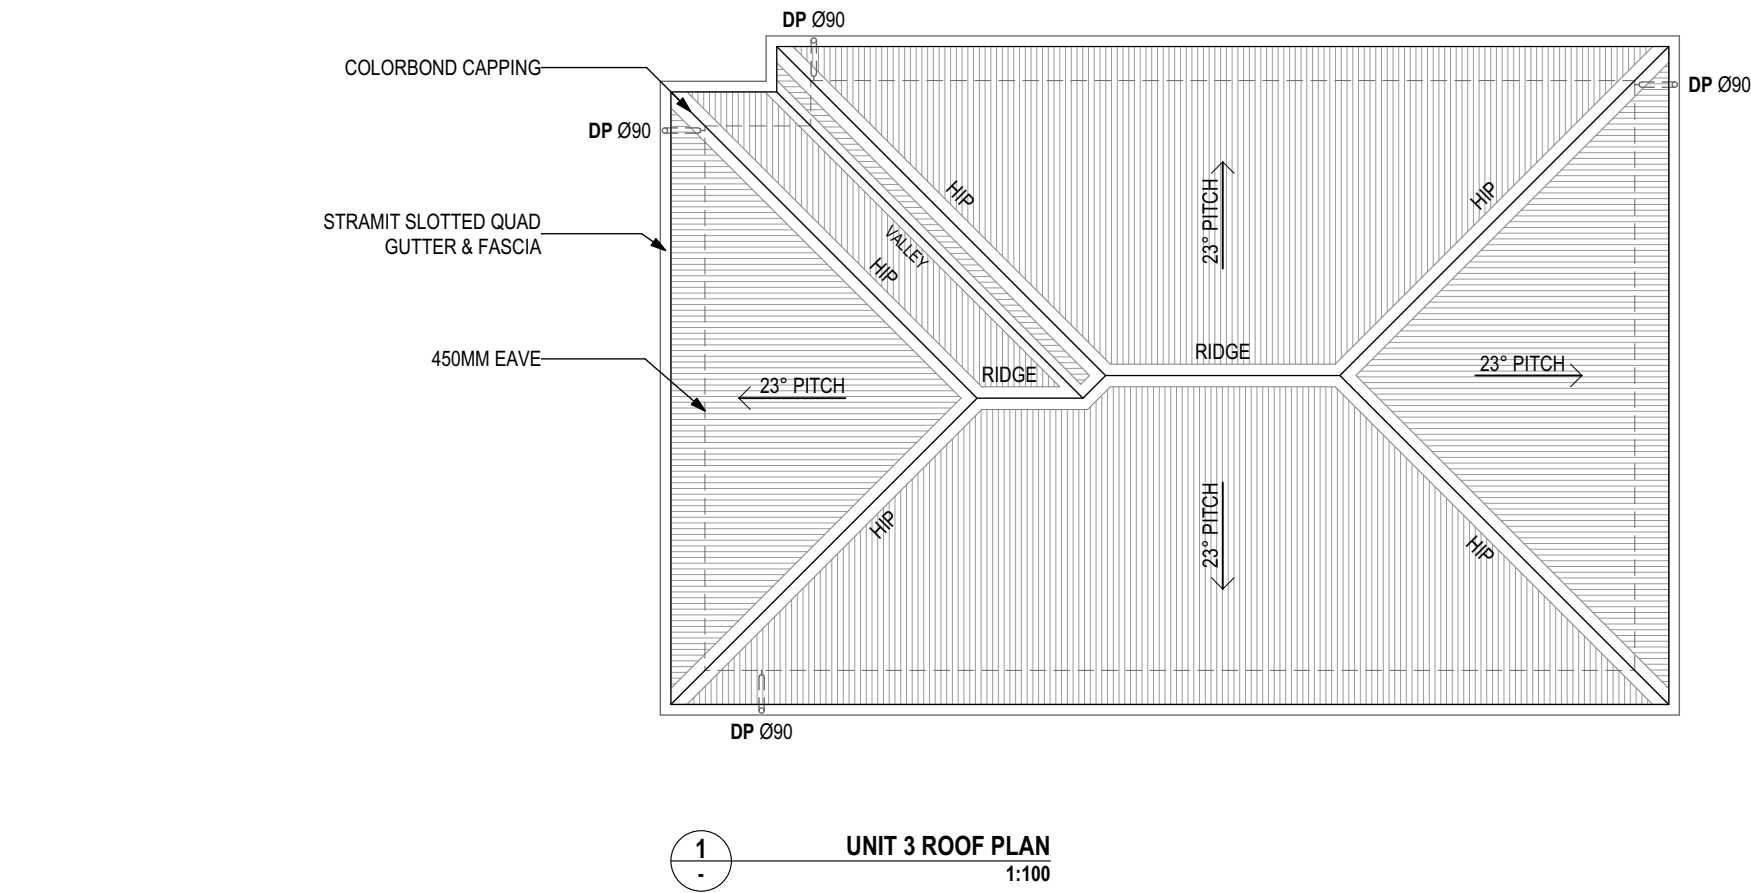 DP Ø90
COLORBOND CAPPING
DP Ø90
DP Ø90
HIP
HIP
23° PITCH
STRAMIT SLOTTED QUAD
GUTTER & FASCIA
VALLEY
HIP
RIDGE
450MM EAVE
RIDGE
23° PITCH
23° PITCH
HIP
23° PITCH
HIP
DP Ø90
1
-
UNIT 3 ROOF PLAN
1:100